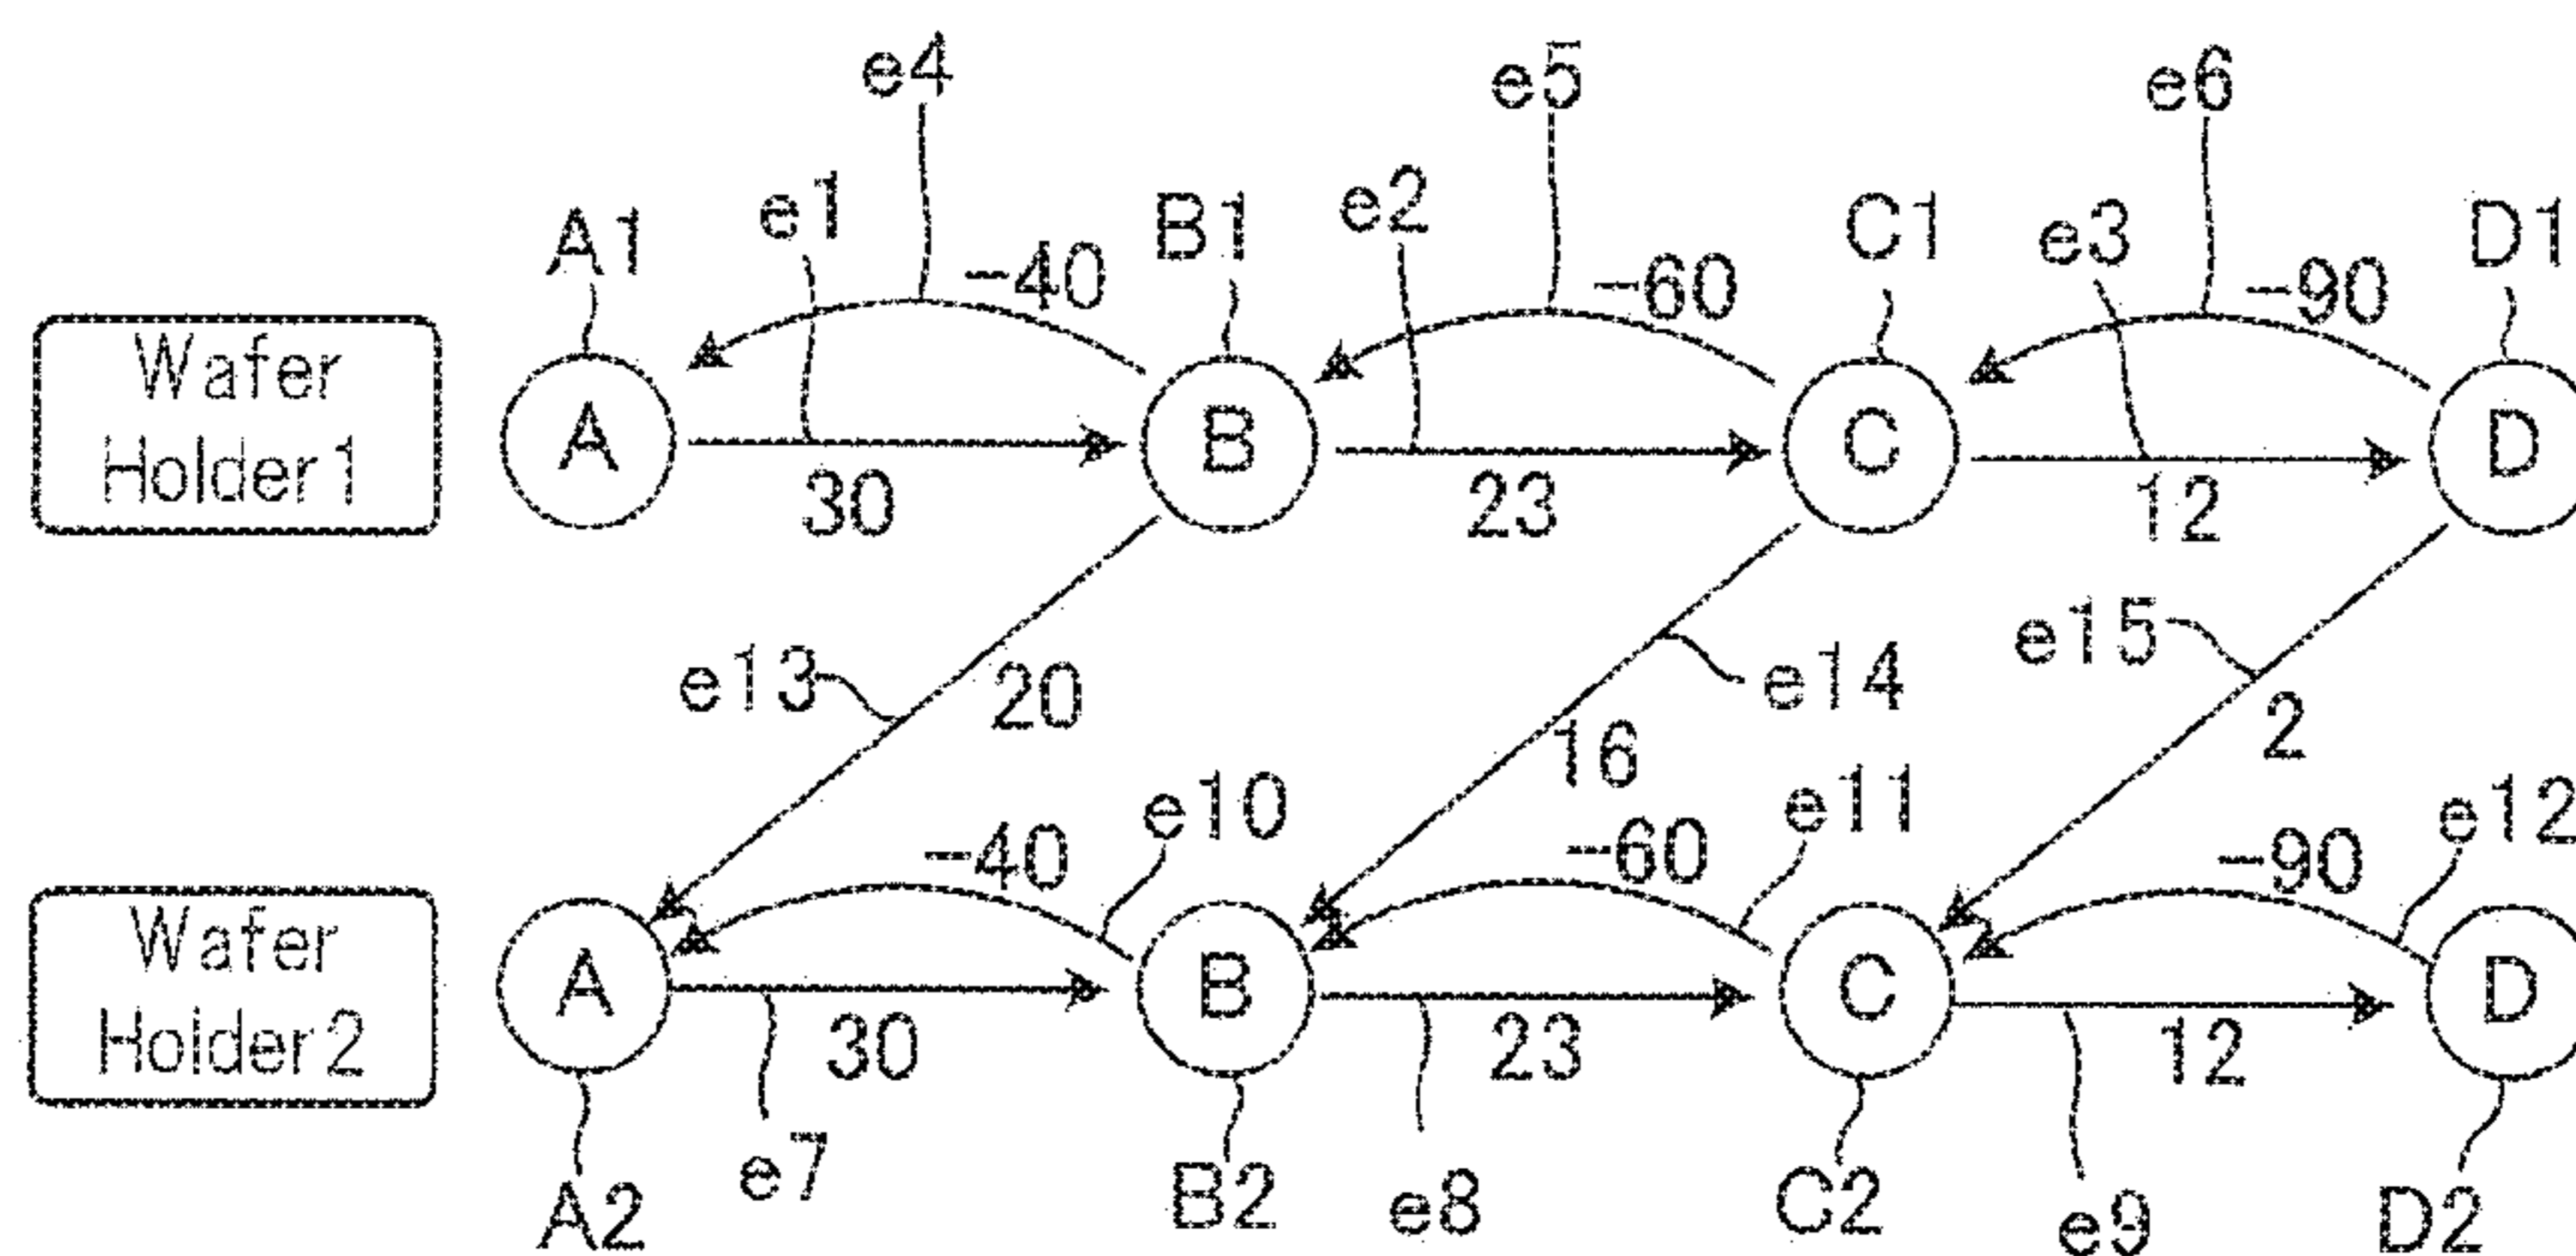 e4 e5 e6
A1 e1 B1 e2 C1 e3 D1
-40 -60 -90
Wafer
Holder1
A B C D
30 23 12
e13 20 e14 e15
16 2
-40 e10 -60 e11 -90 e12
Wafer
Holder2
A B C D
30 23 12
A2 e7 B2 e8 C2 e9 D2